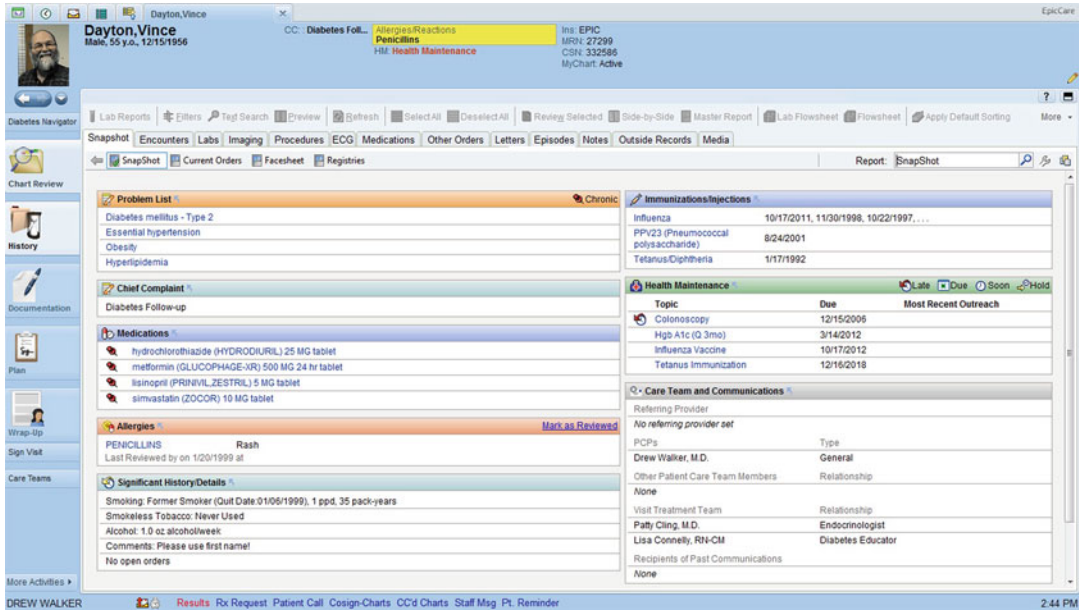 Dayton,Vince
EpicCare
Dayton,Vince
Male, 55 y.o., 12/15/1956
CC: : Diabetes Foll...
Allergies/Reactions
Penicillins
HM: Health Maintenance
Ins: EPIC
MRN: 27299
CSN: 332586
MyChart: Active
Diabetes Navigator
Chart Review
History
Documentation
Plan
Wrap-Up
Sign Visit
Care Teams
More Activities
Lab Reports Filters Text Search Preview Refresh Select All Deselect All Review Selected Side-by-Side Master Report Lab Flowsheet Flowsheet Apply Default Sorting More
Snapshot Encounters Labs Imaging Procedures ECG Medications Other Orders Letters Episodes Notes Outside Records Media
SnapShot Current Orders Facesheet Registries Report: SnapShot
Problem List Chronic
Diabetes mellitus - Type 2
Essential hypertension
Obesity
Hyperlipidemia
Chief Complaint
Diabetes Follow-up
Medications
hydrochlorothiazide (HYDRODIURIL) 25 MG tablet
metformin (GLUCOPHAGE-XR) 500 MG 24 hr tablet
lisinopril (PRINIVIL,ZESTRIL) 5 MG tablet
simvastatin (ZOCOR) 10 MG tablet
Allergies Mark as Reviewed
PENICILLINS Rash
Last Reviewed by on 1/20/1999 at
Significant History/Details
Smoking: Former Smoker (Quit Date:01/06/1999), 1 ppd, 35 pack-years
Smokeless Tobacco: Never Used
Alcohol: 1.0 oz alcohol/week
Comments: Please use first name!
No open orders
Immunizations/Injections
Influenza 10/17/2011, 11/30/1998, 10/22/1997, . . .
PPV23 (Pneumococcal
polysaccharide) 8/24/2001
Tetanus/Diphtheria 1/17/1992
Health Maintenance Late Due Soon Hold
Topic Due Most Recent Outreach
Colonoscopy 12/15/2006
Hgb A1c (Q 3mo) 3/14/2012
Influenza Vaccine 10/17/2012
Tetanus Immunization 12/16/2018
Care Team and Communications
Referring Provider
No referring provider set
PCPs Type
Drew Walker, M.D. General
Other Patient Care Team Members Relationship
None
Visit Treatment Team Relationship
Patty Cling, M.D. Endocrinologist
Lisa Connelly, RN-CM Diabetes Educator
Recipients of Past Communications
None
DREW WALKER Results Rx Request Patient Call Cosign-Charts CC'd Charts Staff Msg Pt. Reminder 2:44 PM